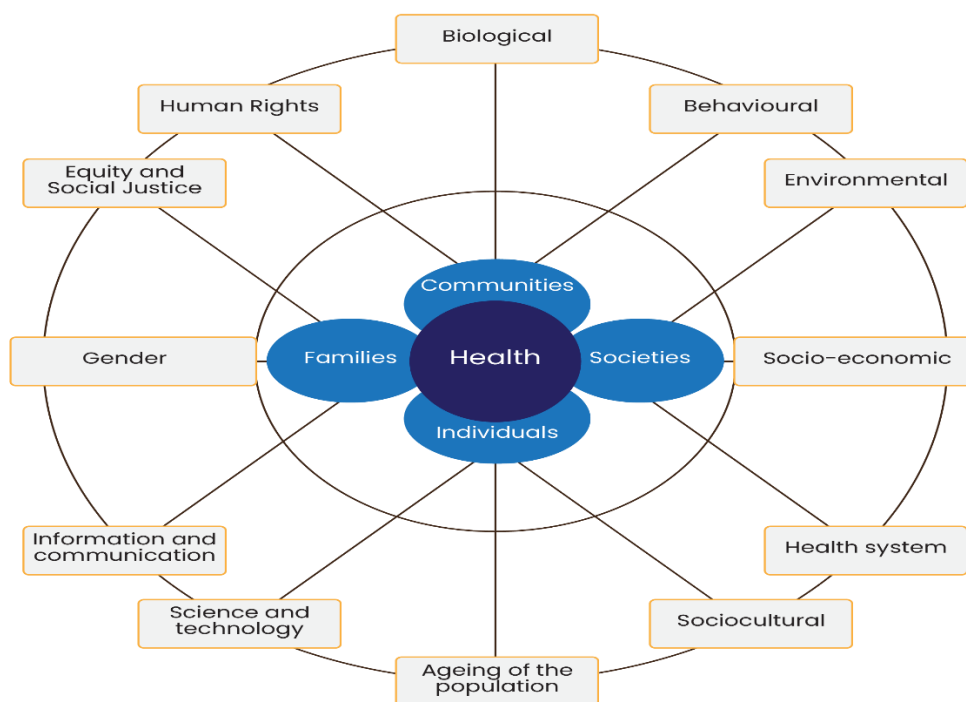 Biological
Human Rights
Behavioural
Equity and
Social Justice
Environmental
Communities
Gender
Families
Health
Societies
Socio-economic
Individuals
Information and
communication
Health system
Science and
technology
Sociocultural
Ageing of the
population